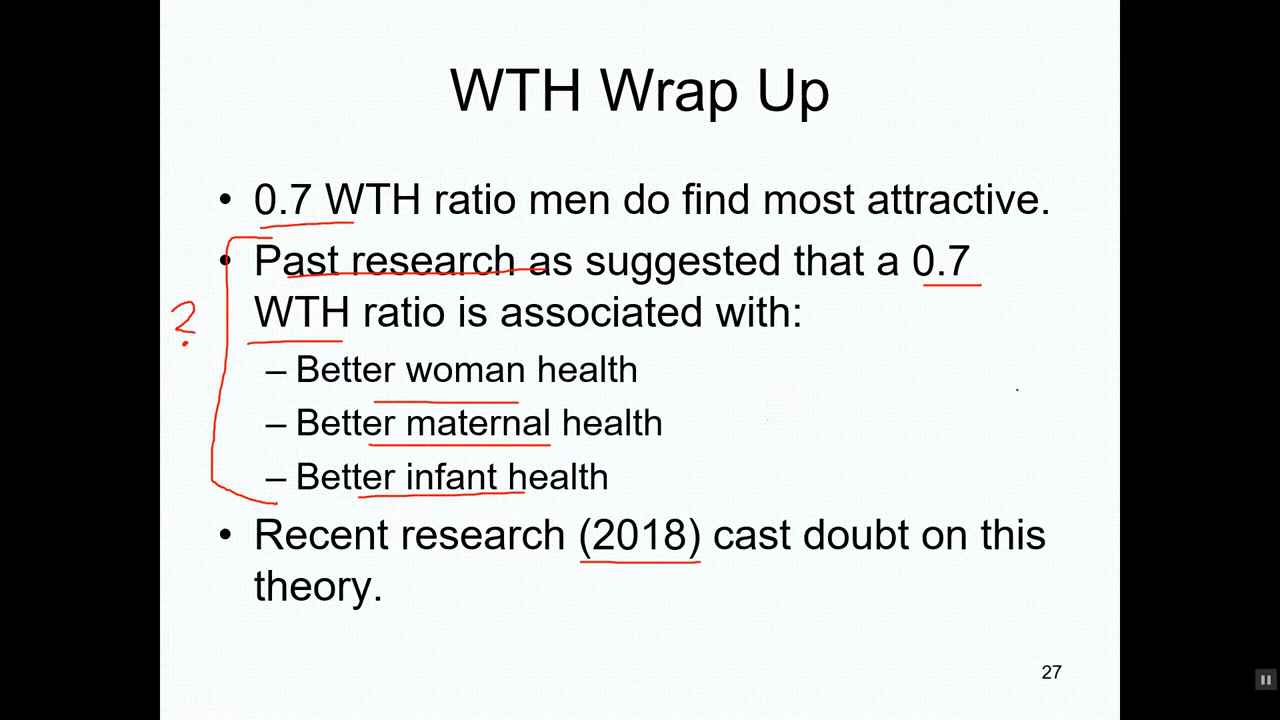 WTH Wrap Up
• 0.7 WTH ratio men do find most attractive.
• Past research as suggested that a 0.7
WTH ratio is associated with:
– Better woman health
– Better maternal health
– Better infant health
?
• Recent research (2018) cast doubt on this
theory.
27